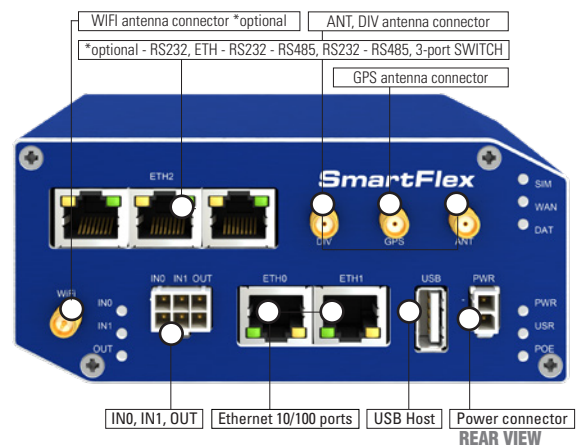 WIFI antenna connector *optional
ANT, DIV antenna connector
*optional - RS232, ETH - RS232 - RS485, RS232 - RS485, 3-port SWITCH
GPS antenna connector
ETH2
SmartFlex
SIM
WAN
DAT
DIV
GPS
ANT
WiFi
IN0 IN1 OUT
ETH0
ETH1
USB
PWR
IN0
IN1
OUT
-
PWR
USR
POE
IN0, IN1, OUT
Ethernet 10/100 ports
USB Host
Power connector
REAR VIEW